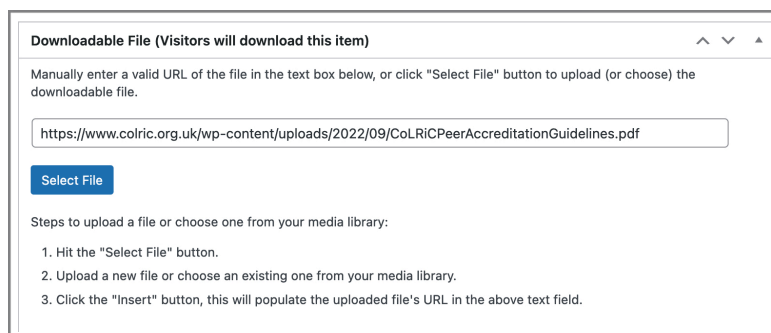 Downloadable File (Visitors will download this item)
Manually enter a valid URL of the file in the text box below, or click "Select File" button to upload (or choose) the
downloadable file.
https://www.colric.org.uk/wp-content/uploads/2022/09/CoLRiCPeerAccreditationGuidelines.pdf
Select File
Steps to upload a file or choose one from your media library:
1. Hit the "Select File" button.
2. Upload a new file or choose an existing one from your media library.
3. Click the "Insert" button, this will populate the uploaded file's URL in the above text field.